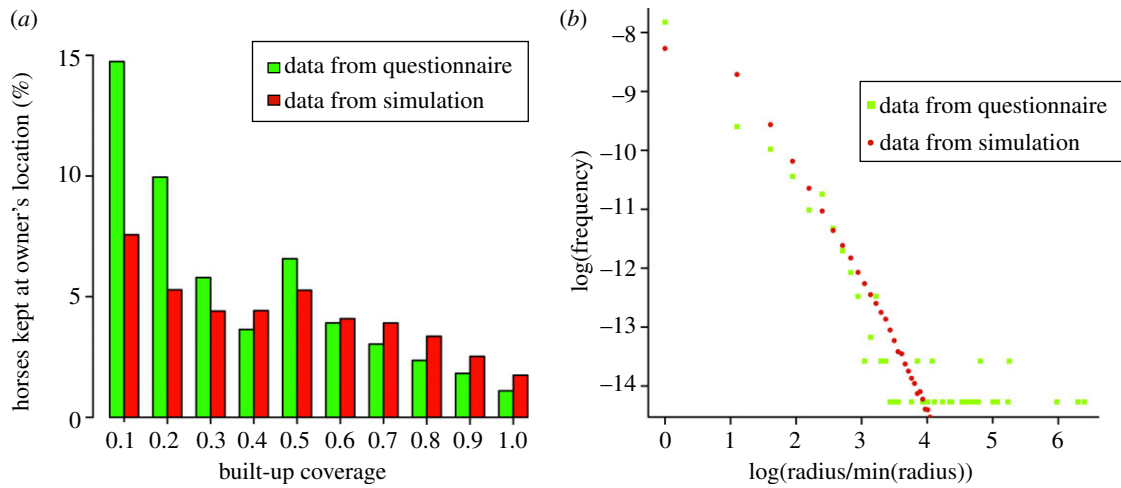 (a)
15
10
5
0
horses kept at owner's location (%)
data from questionnaire
data from simulation
0.1 0.2 0.3 0.4 0.5 0.6 0.7 0.8 0.9 1.0
built-up coverage
(b)
−8
−9
−10
−11
−12
−13
−14
log(frequency)
data from questionnaire
data from simulation
0 1 2 3 4 5 6
log(radius/min(radius))